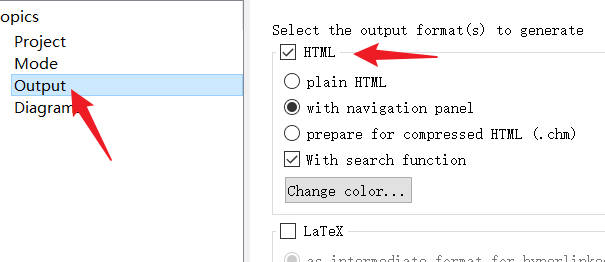 opics
Project
Mode
Output
Diagram
Select the output format(s) to generate
HTML
plain HTML
with navigation panel
prepare for compressed HTML (.chm)
With search function
Change color...
LaTeX
as intermediate format for hyperlinked